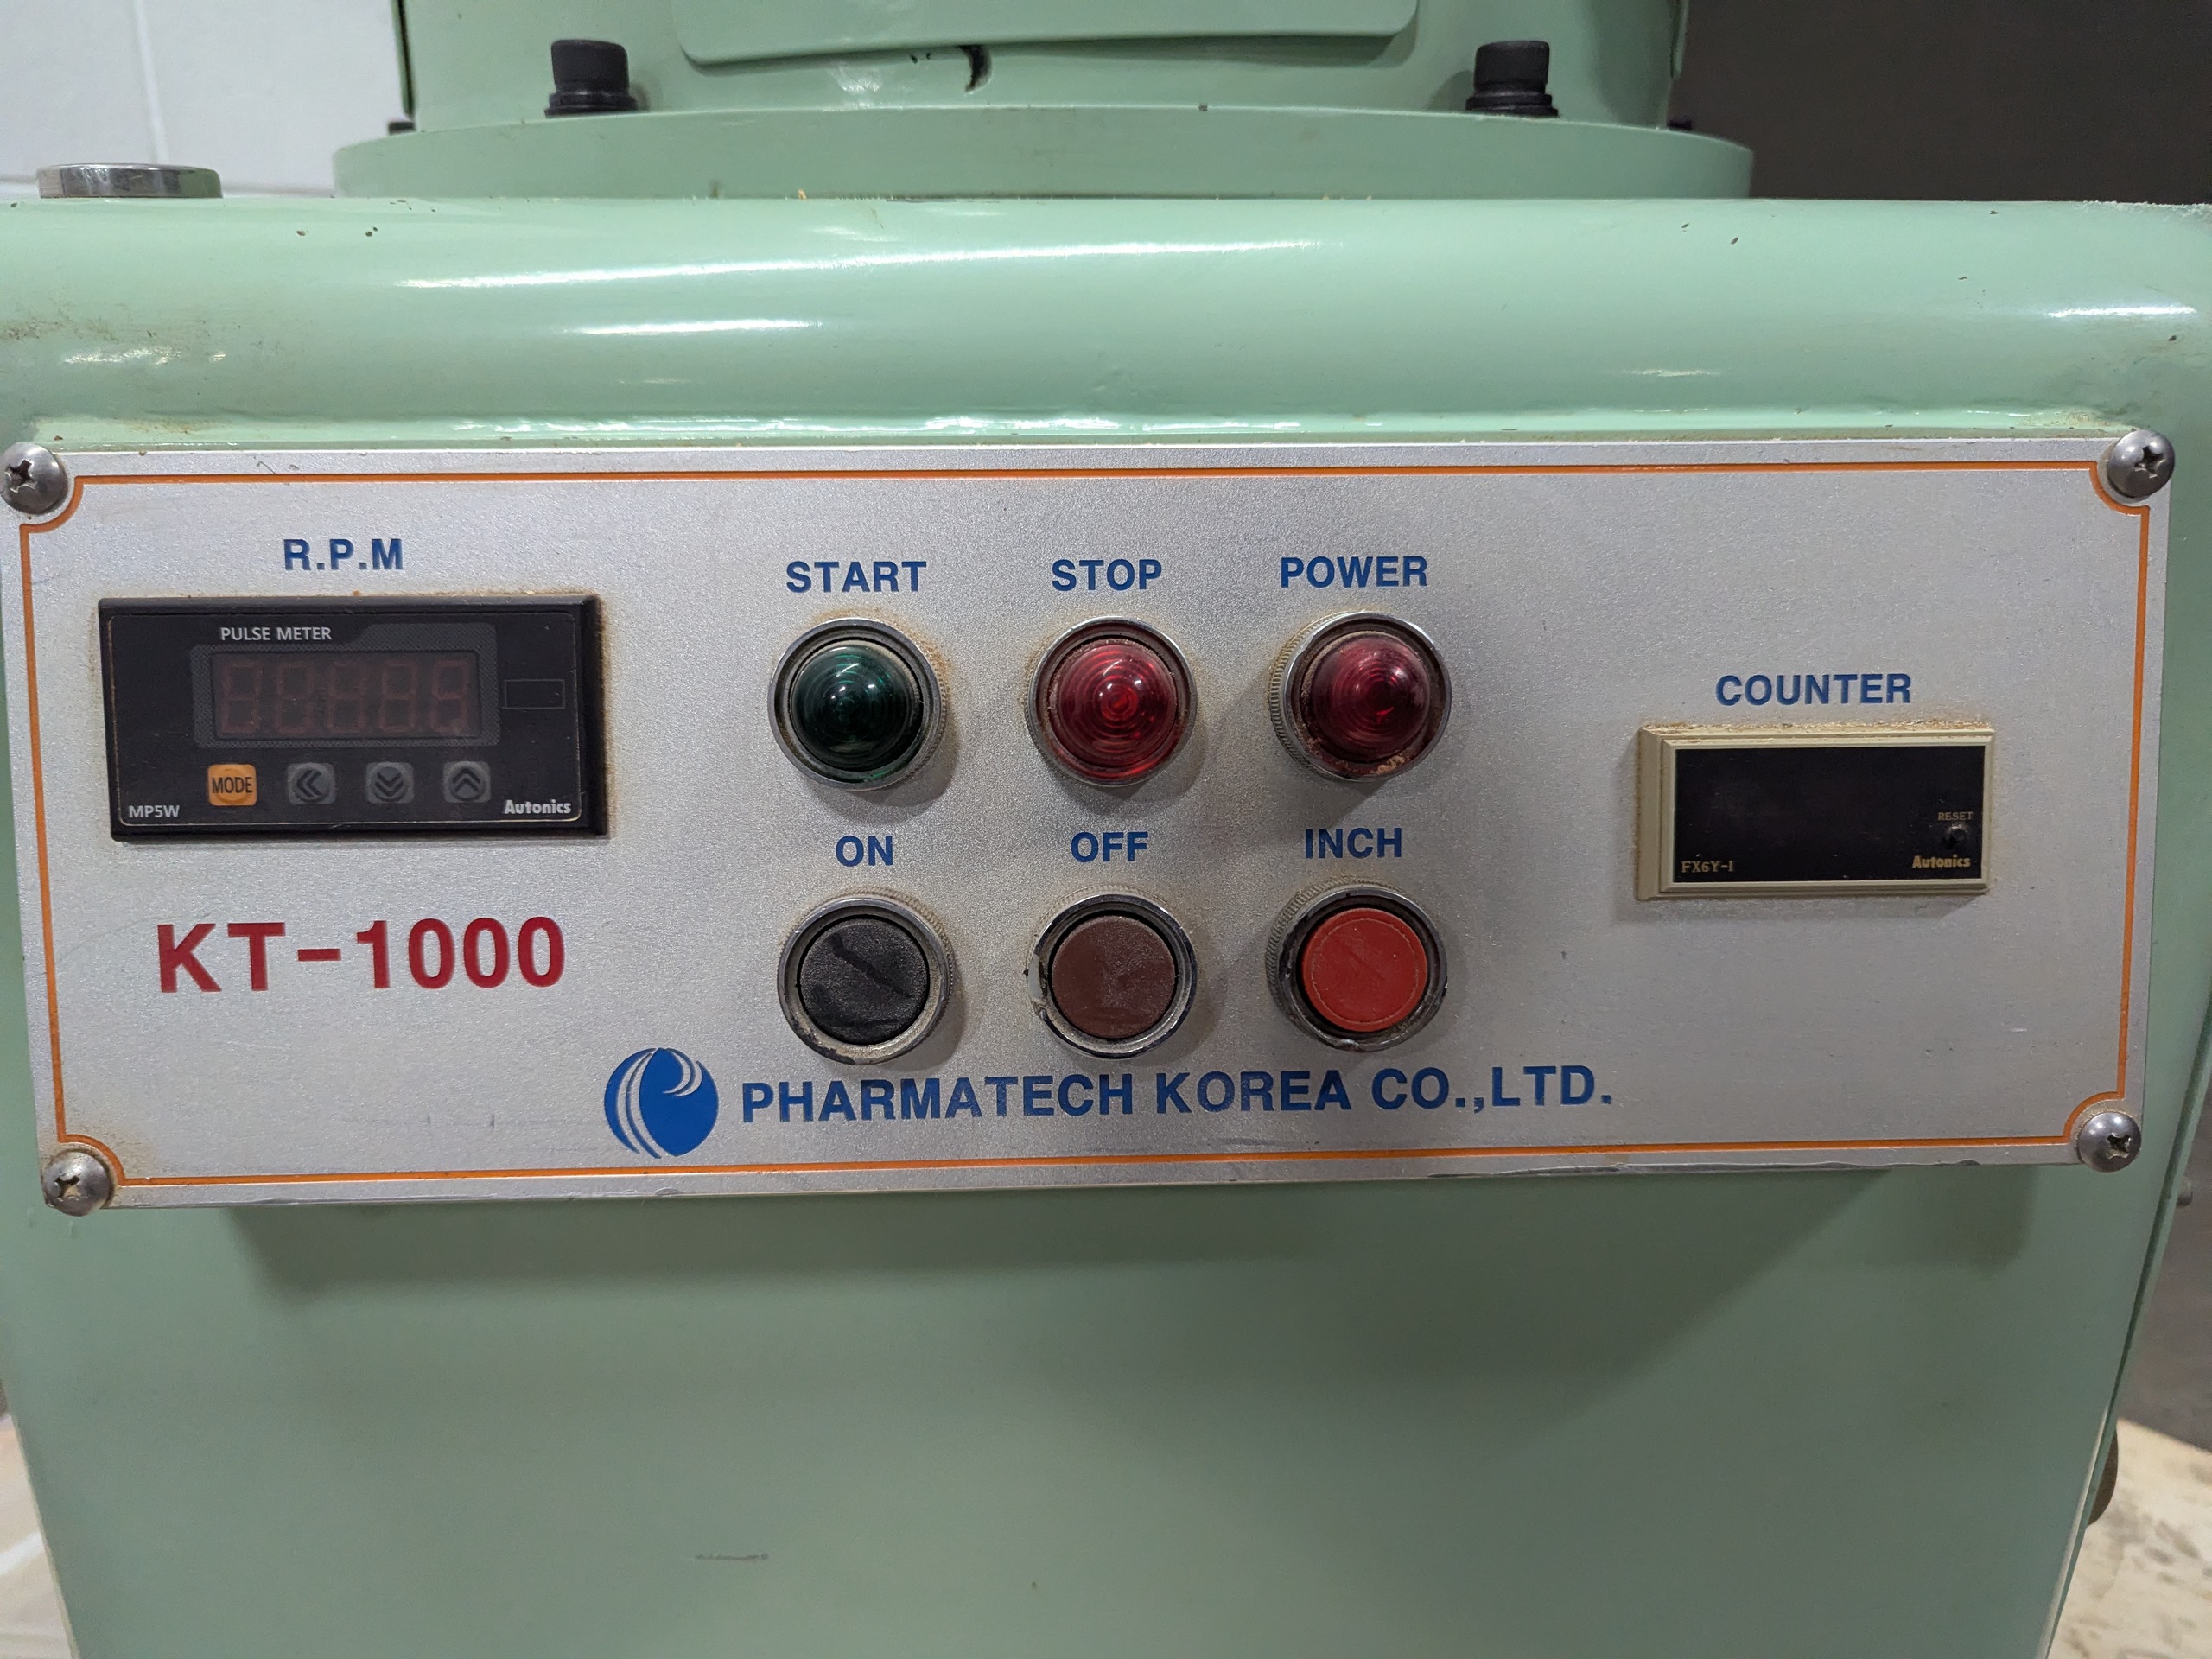 R.P.M
PULSE METER
MODE
MP5W
Autonics
START
STOP
POWER
ON
OFF
INCH
COUNTER
RESET
FX6Y-I
Autonics
KT-1000
PHARMATECH KOREA CO.,LTD.